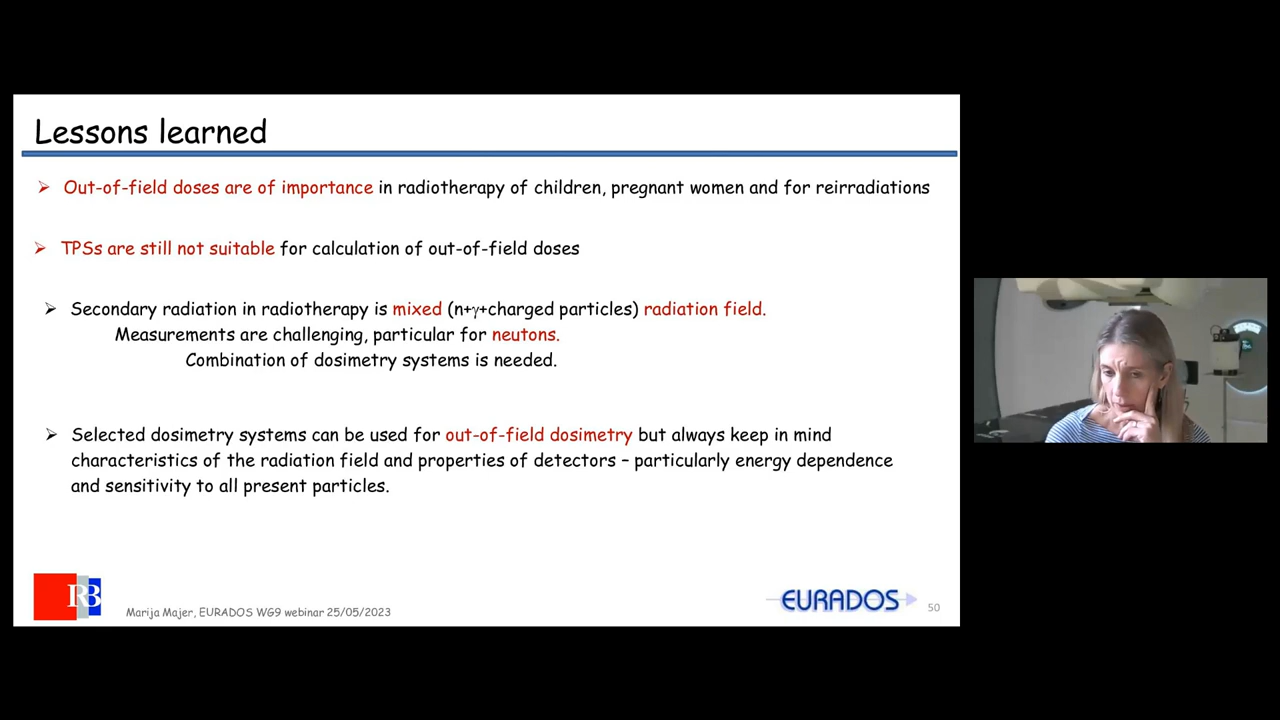 Lessons learned
➢ Out-of-field doses are of importance in radiotherapy of children, pregnant women and for reirradiations
➢ TPSs are still not suitable for calculation of out-of-field doses
➢ Secondary radiation in radiotherapy is mixed (n+γ+charged particles) radiation field.
Measurements are challenging, particular for neutons.
Combination of dosimetry systems is needed.
➢ Selected dosimetry systems can be used for out-of-field dosimetry but always keep in mind
characteristics of the radiation field and properties of detectors – particularly energy dependence
and sensitivity to all present particles.
RB
Marija Majer, EURADOS WG9 webinar 25/05/2023
EURADOS
50